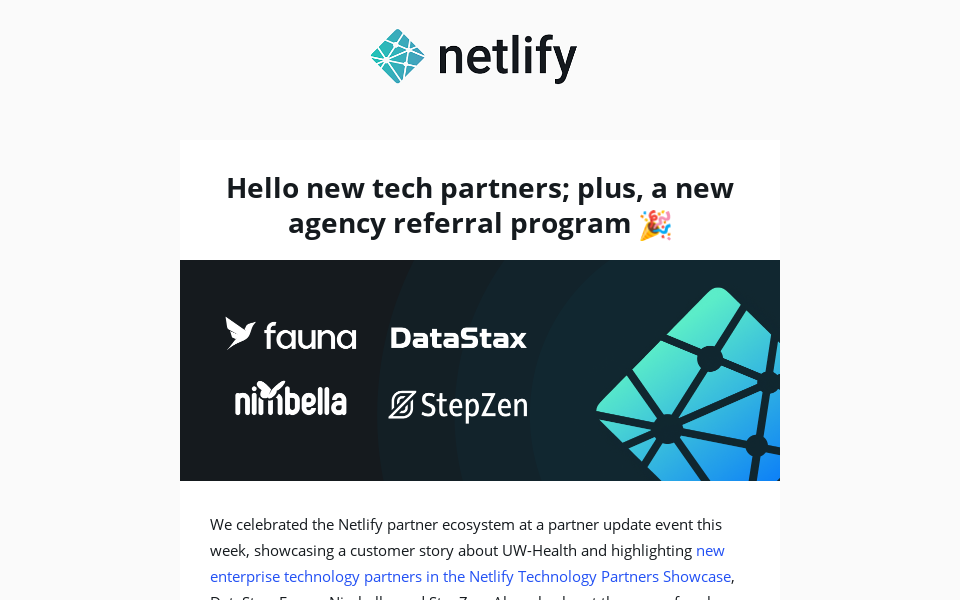 netlify
Hello new tech partners; plus, a new
agency referral program 🎉
fauna
DataStax
nimbella
StepZen
We celebrated the Netlify partner ecosystem at a partner update event this
week, showcasing a customer story about UW-Health and highlighting new
enterprise technology partners in the Netlify Technology Partners Showcase,